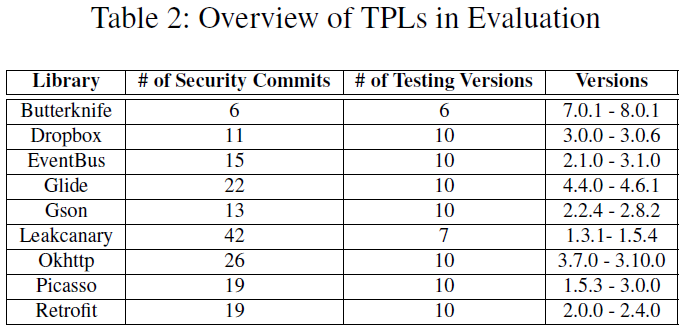 Table 2: Overview of TPLs in Evaluation
Library # of Security Commits # of Testing Versions Versions
Butterknife 6 6 7.0.1 - 8.0.1
Dropbox 11 10 3.0.0 - 3.0.6
EventBus 15 10 2.1.0 - 3.1.0
Glide 22 10 4.4.0 - 4.6.1
Gson 13 10 2.2.4 - 2.8.2
Leakcanary 42 7 1.3.1- 1.5.4
Okhttp 26 10 3.7.0 - 3.10.0
Picasso 19 10 1.5.3 - 3.0.0
Retrofit 19 10 2.0.0 - 2.4.0